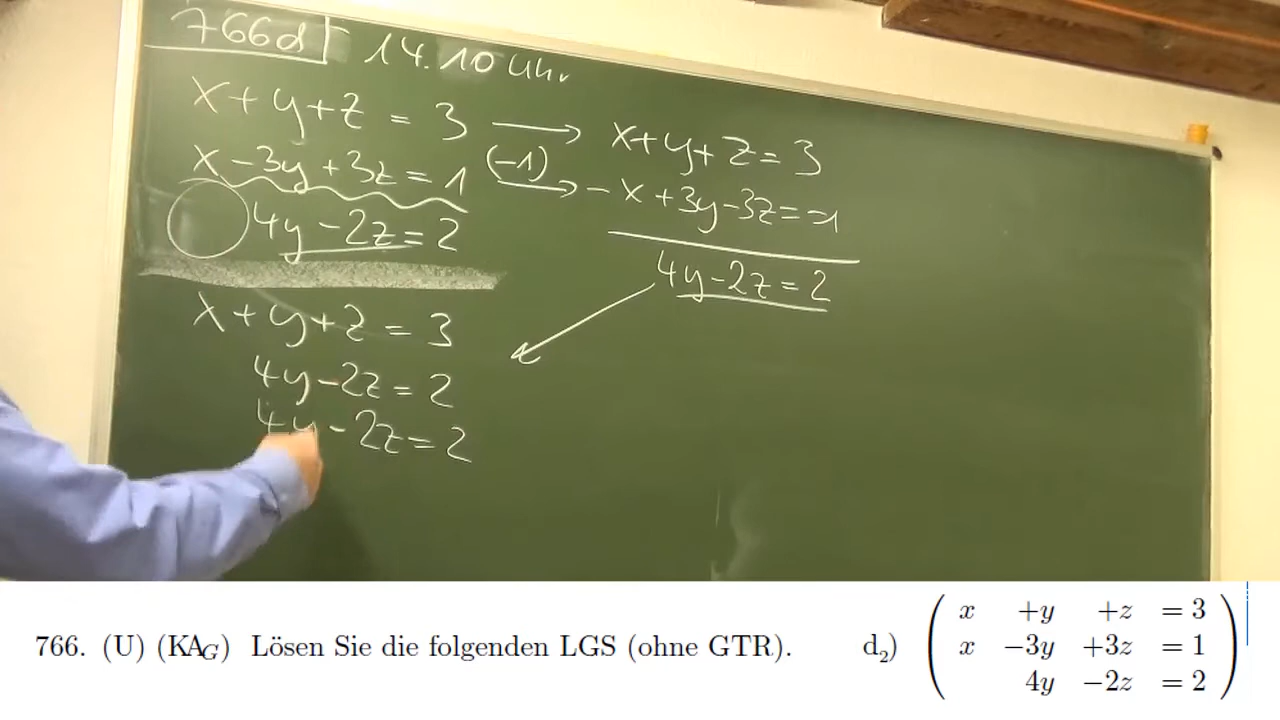 766d 14.10 Uhr
x+y+z = 3 → x+y+z=3
x-3y+3z=1 (-1) → -x+3y-3z=-1
4y-2z=2
4y-2z=2
x+y+z=3
4y-2z=2
4y-2z=2
766. (U) (KA_G) Lösen Sie die folgenden LGS (ohne GTR). d₂)
x +y +z = 3
x −3y +3z = 1
4y −2z = 2